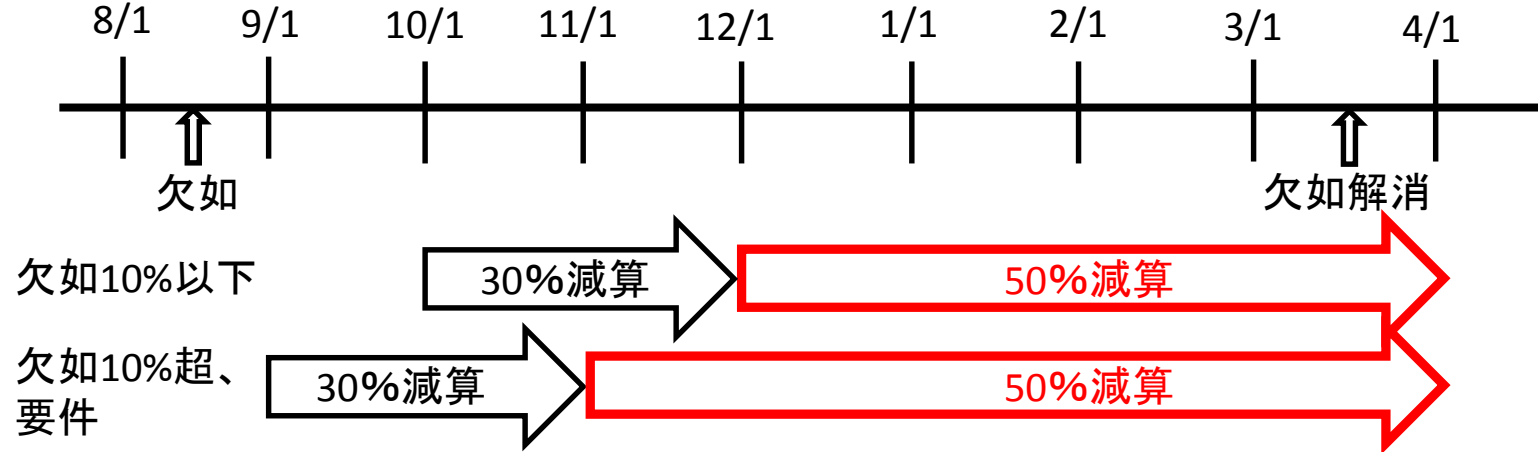 8/1 9/1 10/1 11/1 12/1 1/1 2/1 3/1 4/1
欠如 欠如解消
欠如10%以下 30%減算 50%減算
欠如10%超、 30%減算 50%減算
要件